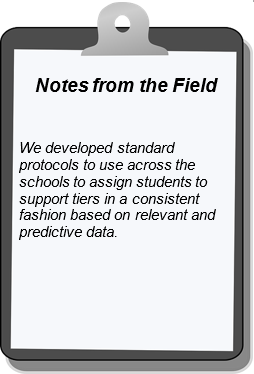 Notes from the Field
We developed standard
protocols to use across the
schools to assign students to
support tiers in a consistent
fashion based on relevant and
predictive data.